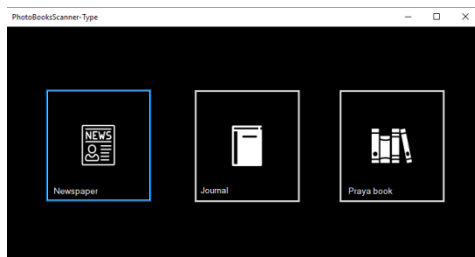 PhotoBooksScanner-Type
NEWS
Newspaper
Journal
Praya book